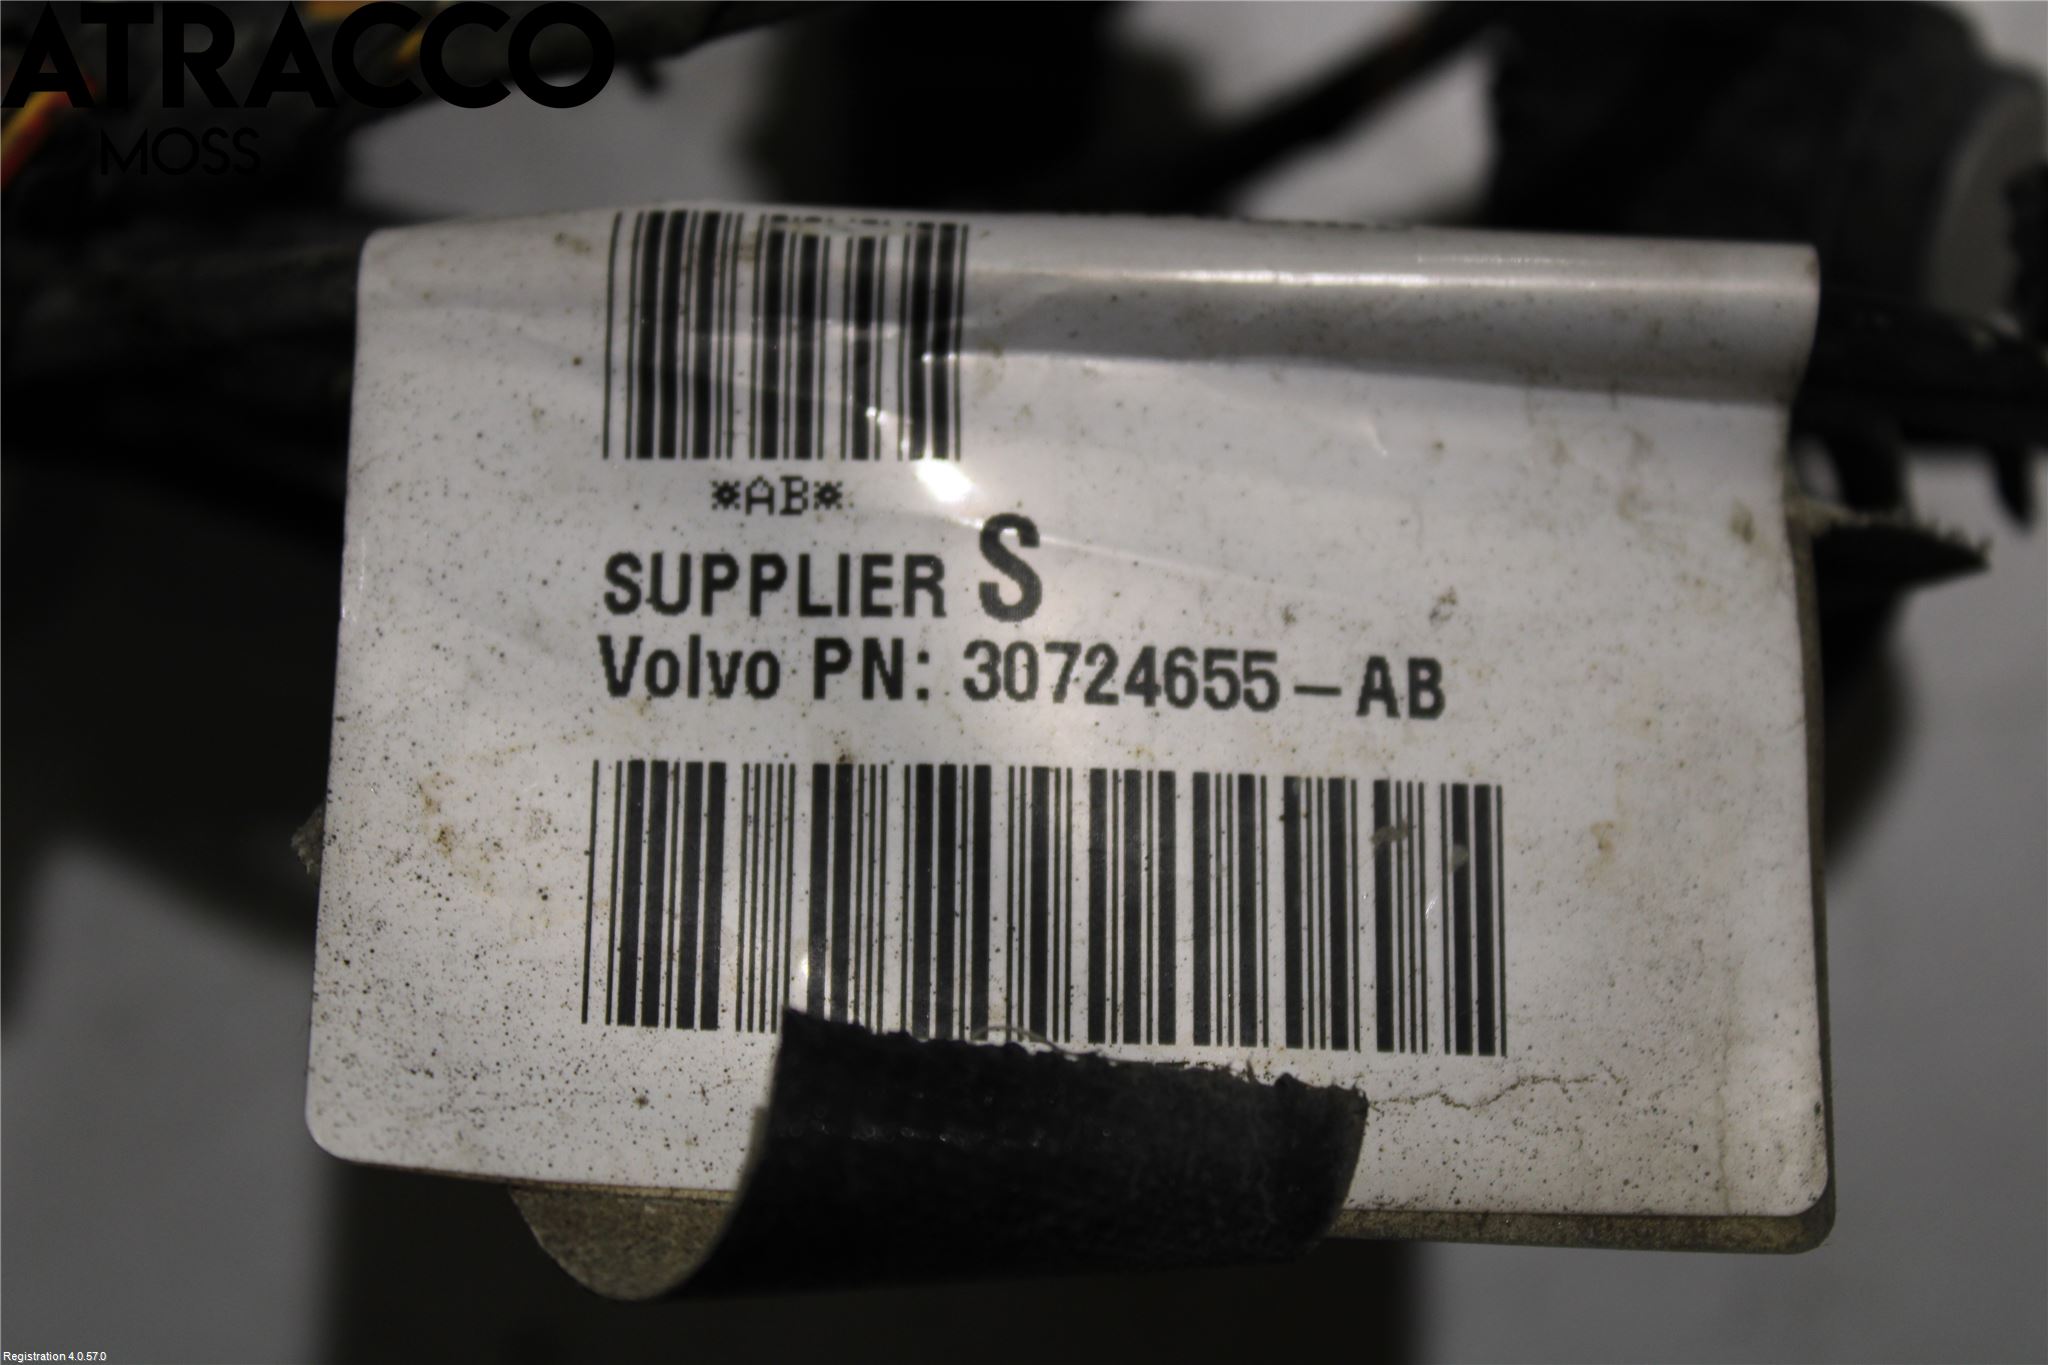 ATRACCO
MOSS
*AB*
SUPPLIER S
Volvo PN: 30724655-AB
Registration 4.0.57.0